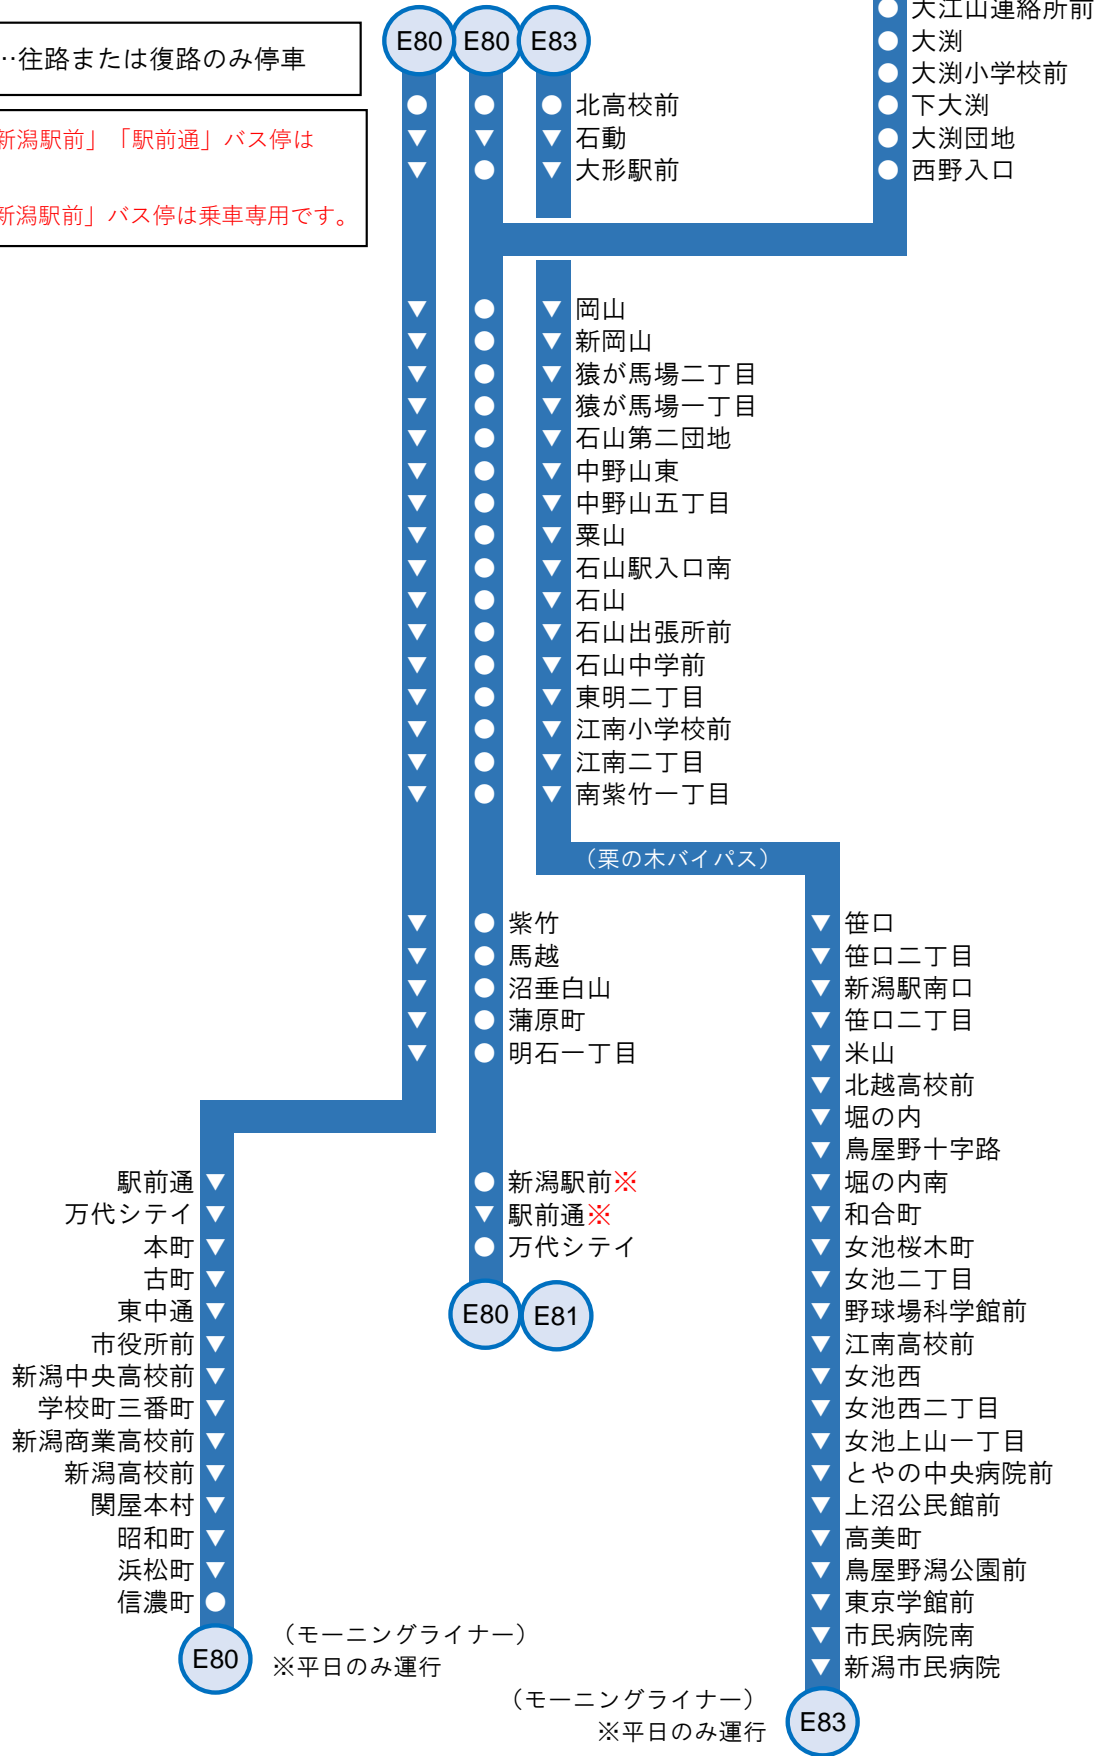 …往路または復路のみ停車
新潟駅前」「駅前通」バス停は
新潟駅前」バス停は乗車専用です。
E80 E80 E83
北高校前
石動
大形駅前
大江山連絡所前
大渕
大渕小学校前
下大渕
大渕団地
西野入口
岡山
新岡山
猿が馬場二丁目
猿が馬場一丁目
石山第二団地
中野山東
中野山五丁目
粟山
石山駅入口南
石山
石山出張所前
石山中学前
東明二丁目
江南小学校前
江南二丁目
南紫竹一丁目
（栗の木バイパス）
紫竹
馬越
沼垂白山
蒲原町
明石一丁目
新潟駅前※
駅前通※
万代シテイ
E80 E81
駅前通
万代シテイ
本町
古町
東中通
市役所前
新潟中央高校前
学校町三番町
新潟商業高校前
新潟高校前
関屋本村
昭和町
浜松町
信濃町
E80
（モーニングライナー）
※平日のみ運行
笹口
笹口二丁目
新潟駅南口
笹口二丁目
米山
北越高校前
堀の内
鳥屋野十字路
堀の内南
和合町
女池桜木町
女池二丁目
野球場科学館前
江南高校前
女池西
女池西二丁目
女池上山一丁目
とやの中央病院前
上沼公民館前
高美町
鳥屋野潟公園前
東京学館前
市民病院南
新潟市民病院
（モーニングライナー）
※平日のみ運行
E83